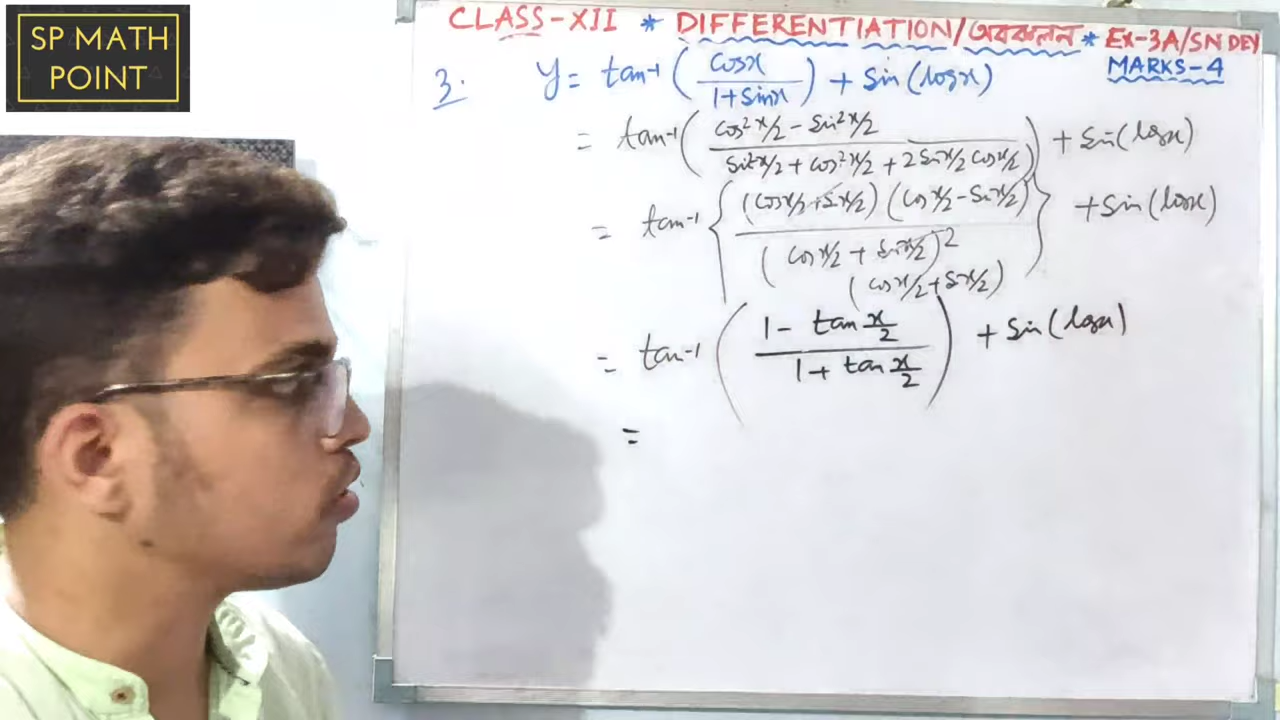 SP MATH
POINT
CLASS-XII * DIFFERENTIATION/অবকলন * Ex-3A/SN DEY
MARKS-4
3. y = tan⁻¹(cosx / 1+sinx) + sin(logx)
= tan⁻¹(cos²x/2 - sin²x/2 / sin²x/2 + cos²x/2 + 2sinx/2 cosx/2) + sin(logx)
= tan⁻¹{(cosx/2 + sinx/2)(cosx/2 - sinx/2) / (cosx/2 + sinx/2)²} + sin(logx)
(cosx/2 + sinx/2)
= tan⁻¹(1 - tan x/2 / 1 + tan x/2) + sin(logx)
=